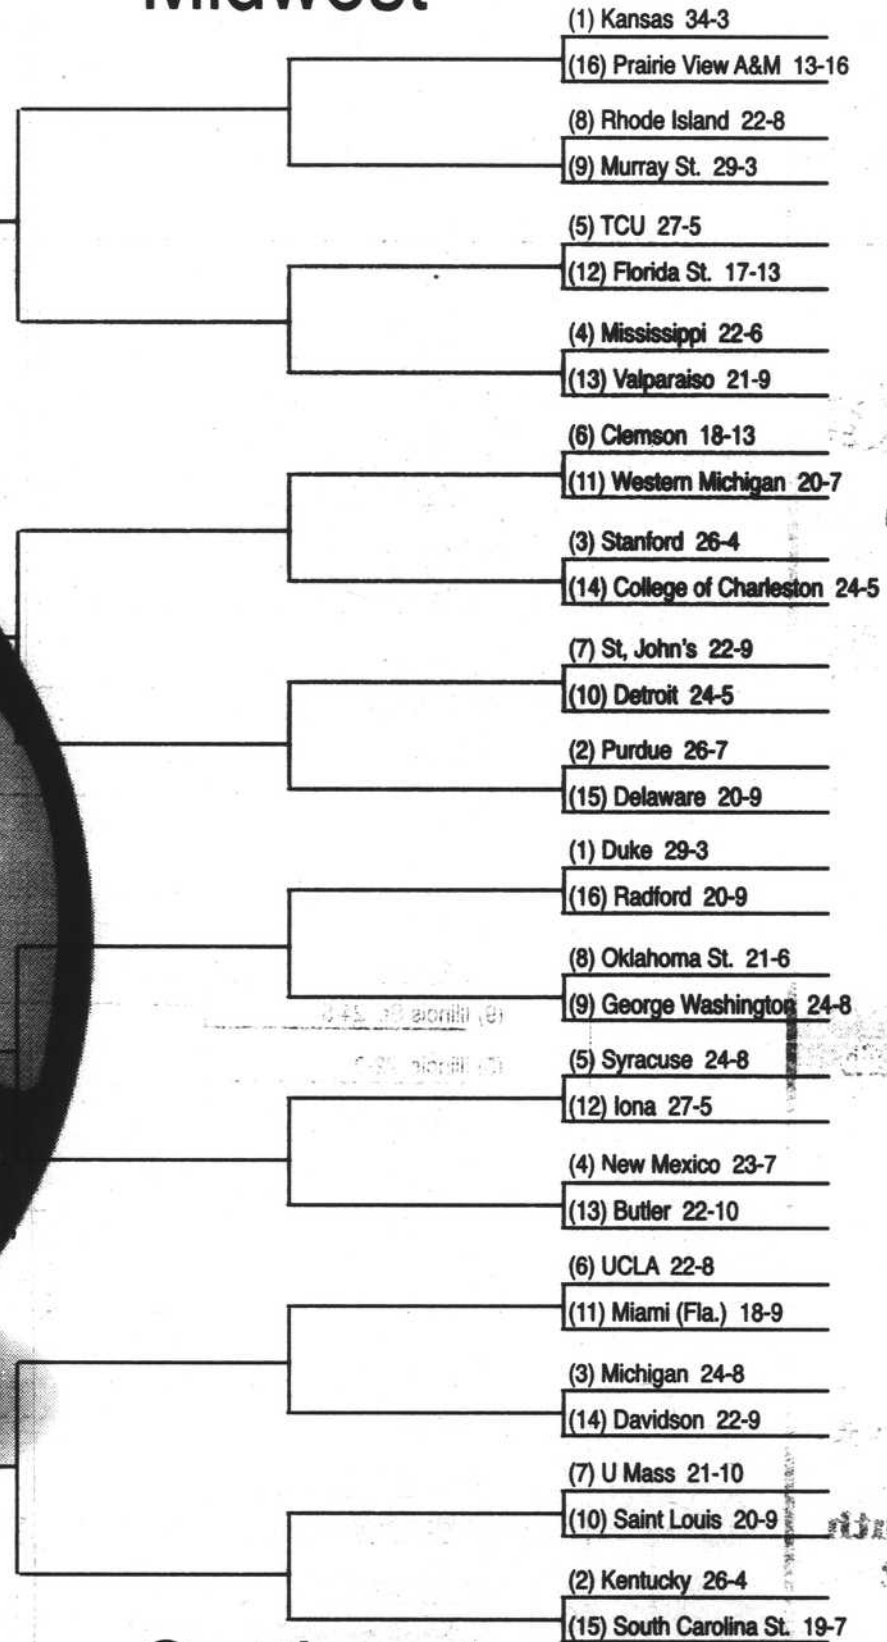 Midwest
(1) Kansas 34-3
(16) Prairie View A&M 13-16
(8) Rhode Island 22-8
(9) Murray St. 29-3
(5) TCU 27-5
(12) Florida St. 17-13
(4) Mississippi 22-6
(13) Valparaiso 21-9
(6) Clemson 18-13
(11) Western Michigan 20-7
(3) Stanford 26-4
(14) College of Charleston 24-5
(7) St, John's 22-9
(10) Detroit 24-5
(2) Purdue 26-7
(15) Delaware 20-9
(1) Duke 29-3
(16) Radford 20-9
(8) Oklahoma St. 21-6
(9) George Washington 24-8
(5) Syracuse 24-8
(12) Iona 27-5
(4) New Mexico 23-7
(13) Butler 22-10
(6) UCLA 22-8
(11) Miami (Fla.) 18-9
(3) Michigan 24-8
(14) Davidson 22-9
(7) U Mass 21-10
(10) Saint Louis 20-9
(2) Kentucky 26-4
(15) South Carolina St. 19-7